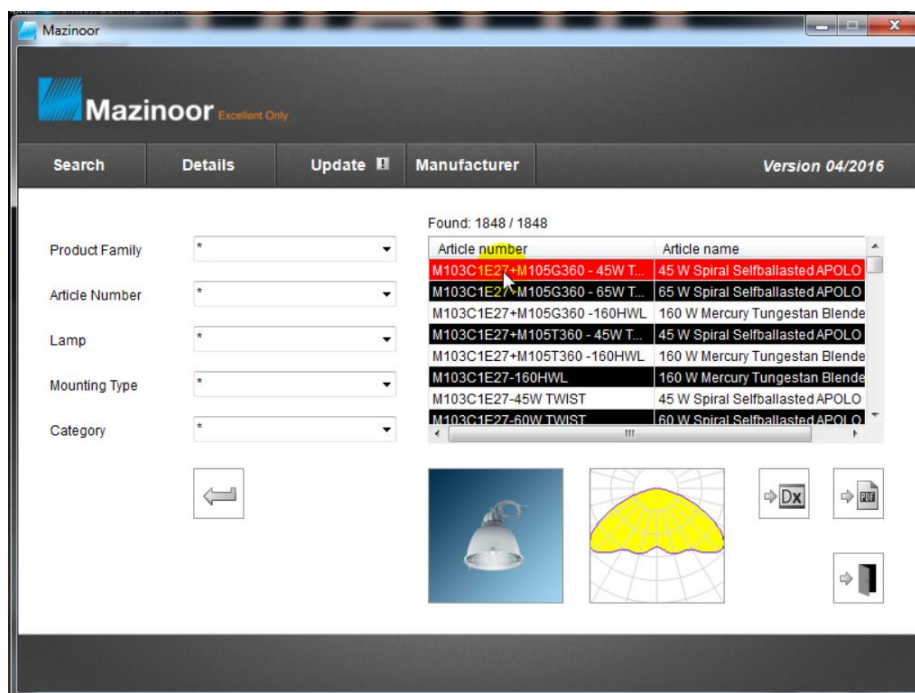 Mazinoor
Mazinoor Excellent Only
Search Details Update Manufacturer Version 04/2016
Found: 1848 / 1848
Product Family *
Article Number *
Lamp *
Mounting Type *
Category *
Article number Article name
M103C1E27+M105G360 - 45W T... 45 W Spiral Selfballasted APOLO
M103C1E27+M105G360 - 65W T... 65 W Spiral Selfballasted APOLO
M103C1E27+M105G360 -160HWL 160 W Mercury Tungestan Blende
M103C1E27+M105T360 - 45W T... 45 W Spiral Selfballasted APOLO
M103C1E27+M105T360 -160HWL 160 W Mercury Tungestan Blende
M103C1E27-160HWL 160 W Mercury Tungestan Blende
M103C1E27-45W TWIST 45 W Spiral Selfballasted APOLO
M103C1E27-60W TWIST 60 W Spiral Selfballasted APOLO
Dx
PDF